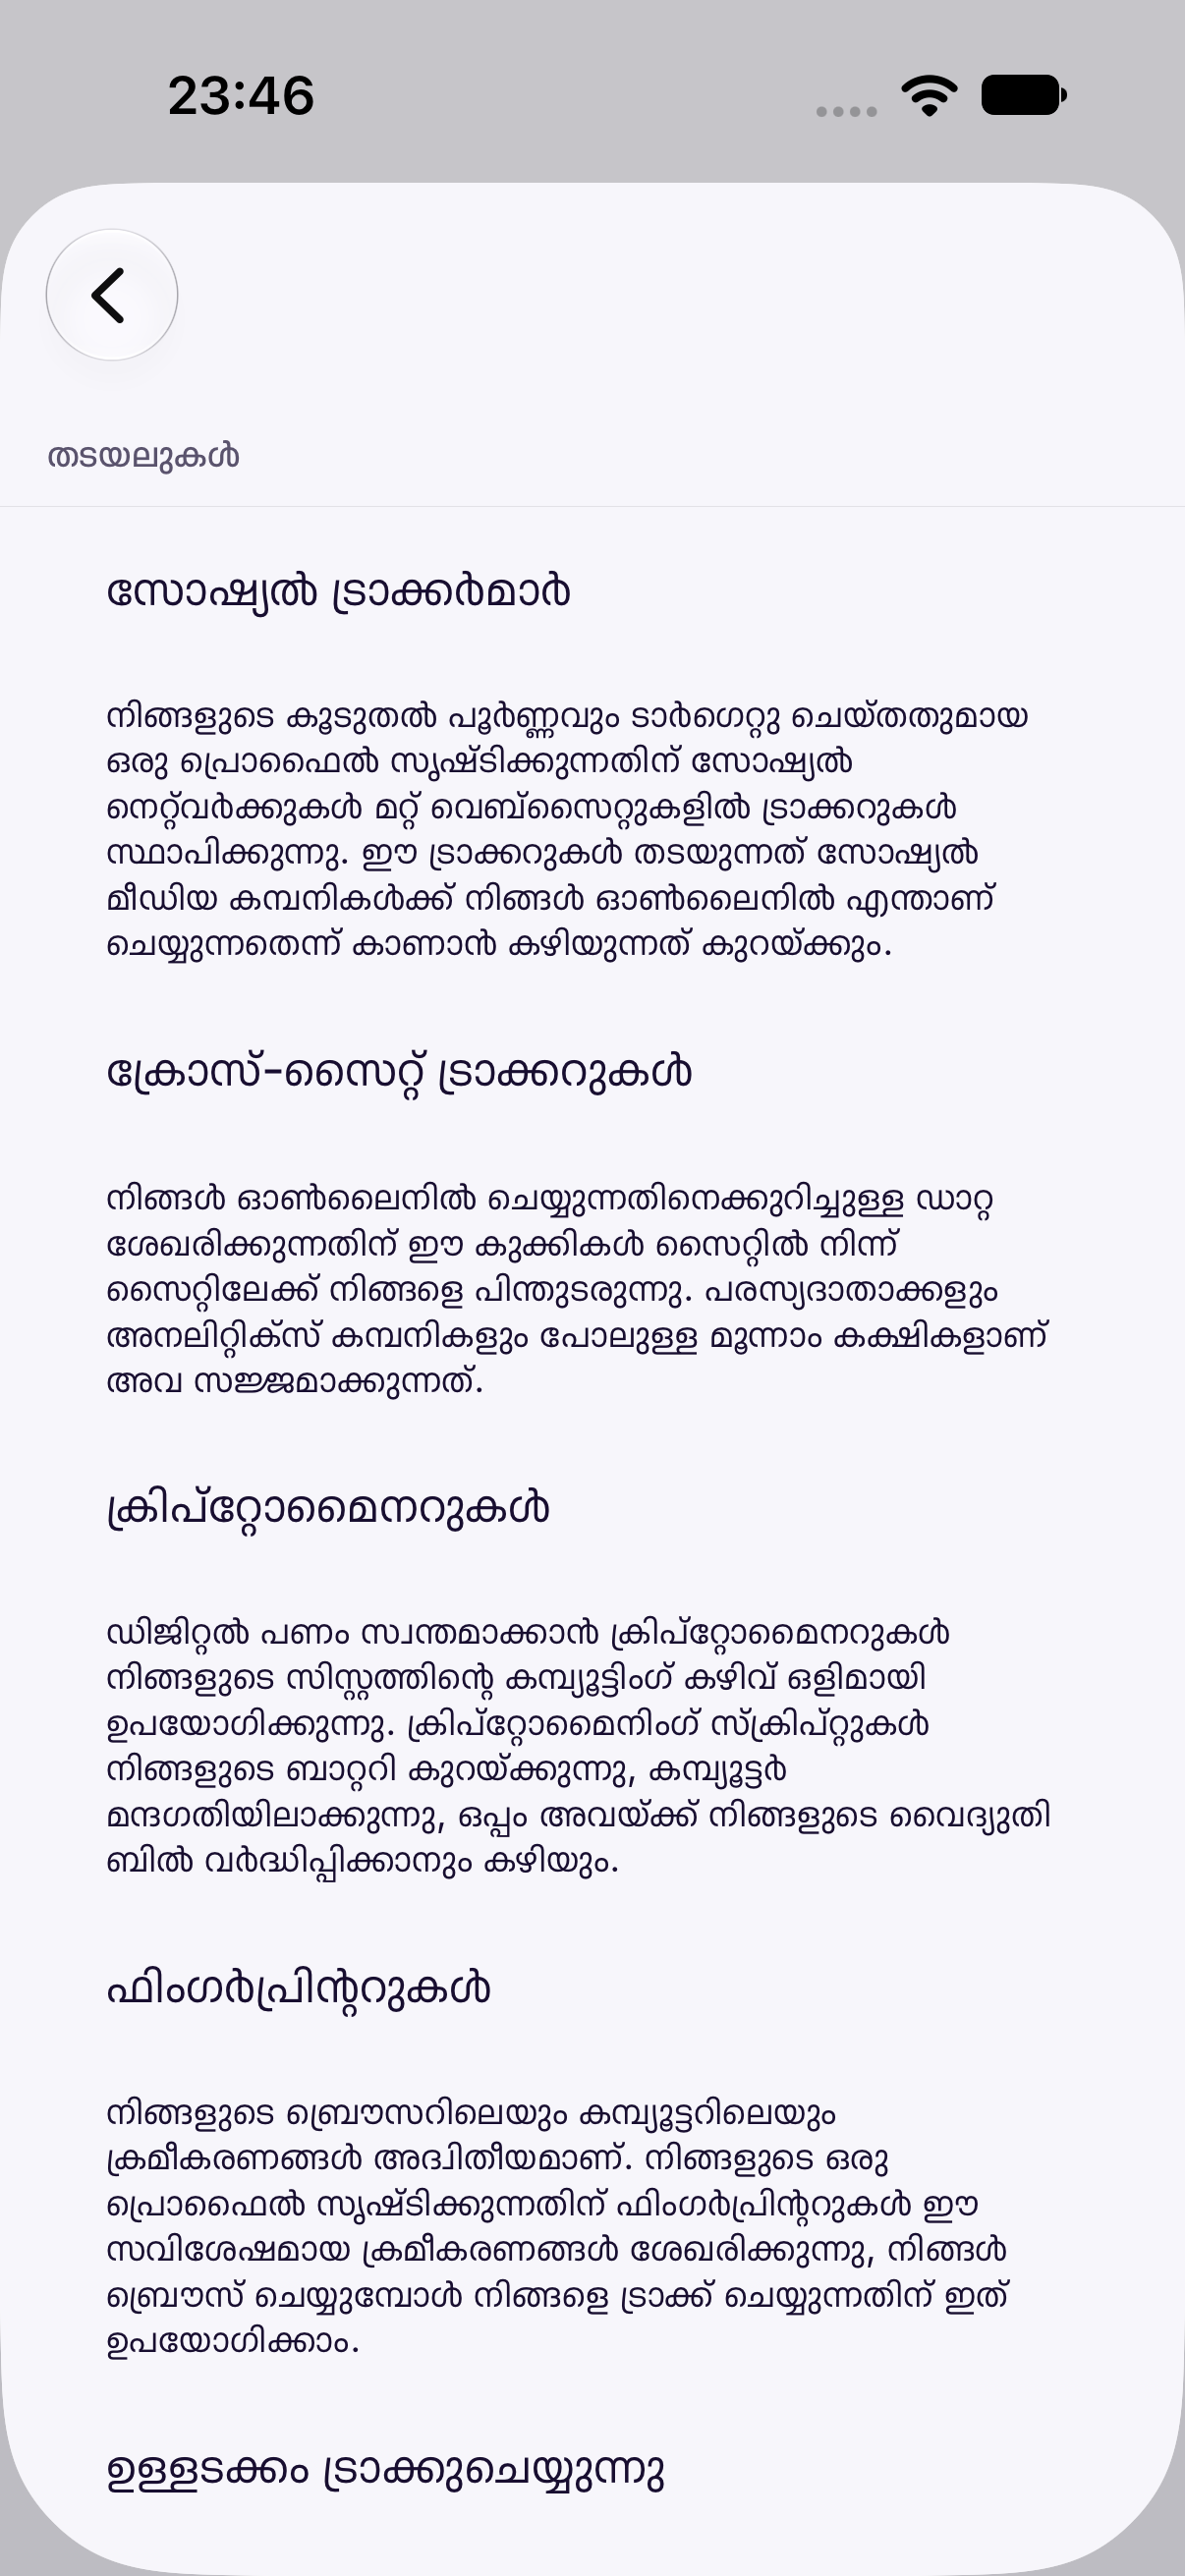 23:46
തടയലുകൾ
സോഷ്യൽ ട്രാക്കർമാർ
നിങ്ങളുടെ കൂടുതൽ പൂർണ്ണവും ടാർഗെറ്റു ചെയ്‌തതുമായ
ഒരു പ്രൊഫൈൽ സൃഷ്‌ടിക്കുന്നതിന് സോഷ്യൽ
നെറ്റ്‌വർക്കുകൾ മറ്റ് വെബ്‌സൈറ്റുകളിൽ ട്രാക്കറുകൾ
സ്ഥാപിക്കുന്നു. ഈ ട്രാക്കറുകൾ തടയുന്നത് സോഷ്യൽ
മീഡിയ കമ്പനികൾക്ക് നിങ്ങൾ ഓൺലൈനിൽ എന്താണ്
ചെയ്യുന്നതെന്ന് കാണാൻ കഴിയുന്നത് കുറയ്ക്കും.
ക്രോസ്-സൈറ്റ് ട്രാക്കറുകൾ
നിങ്ങൾ ഓൺലൈനിൽ ചെയ്യുന്നതിനെക്കുറിച്ചുള്ള ഡാറ്റ
ശേഖരിക്കുന്നതിന് ഈ കുക്കികൾ സൈറ്റിൽ നിന്ന്
സൈറ്റിലേക്ക് നിങ്ങളെ പിന്തുടരുന്നു. പരസ്യദാതാക്കളും
അനലിറ്റിക്സ് കമ്പനികളും പോലുള്ള മൂന്നാം കക്ഷികളാണ്
അവ സജ്ജമാക്കുന്നത്.
ക്രിപ്‌റ്റോമൈനറുകൾ
ഡിജിറ്റൽ പണം സ്വന്തമാക്കാൻ ക്രിപ്‌റ്റോമൈനറുകൾ
നിങ്ങളുടെ സിസ്റ്റത്തിന്റെ കമ്പ്യൂട്ടിംഗ് കഴിവ് ഒളിമായി
ഉപയോഗിക്കുന്നു. ക്രിപ്‌റ്റോമൈനിംഗ് സ്ക്രിപ്റ്റുകൾ
നിങ്ങളുടെ ബാറ്ററി കുറയ്ക്കുന്നു, കമ്പ്യൂട്ടർ
മന്ദഗതിയിലാക്കുന്നു, ഒപ്പം അവയ്ക്ക് നിങ്ങളുടെ വൈദ്യുതി
ബിൽ വർദ്ധിപ്പിക്കാനും കഴിയും.
ഫിംഗർപ്രിന്ററുകൾ
നിങ്ങളുടെ ബ്രൌസറിലെയും കമ്പ്യൂട്ടറിലെയും
ക്രമീകരണങ്ങൾ അദ്വിതീയമാണ്. നിങ്ങളുടെ ഒരു
പ്രൊഫൈൽ സൃഷ്‌ടിക്കുന്നതിന് ഫിംഗർപ്രിന്ററുകൾ ഈ
സവിശേഷമായ ക്രമീകരണങ്ങൾ ശേഖരിക്കുന്നു, നിങ്ങൾ
ബ്രൌസ് ചെയ്യുമ്പോൾ നിങ്ങളെ ട്രാക്ക് ചെയ്യുന്നതിന് ഇത്
ഉപയോഗിക്കാം.
ഉള്ളടക്കം ട്രാക്കുചെയ്യുന്നു